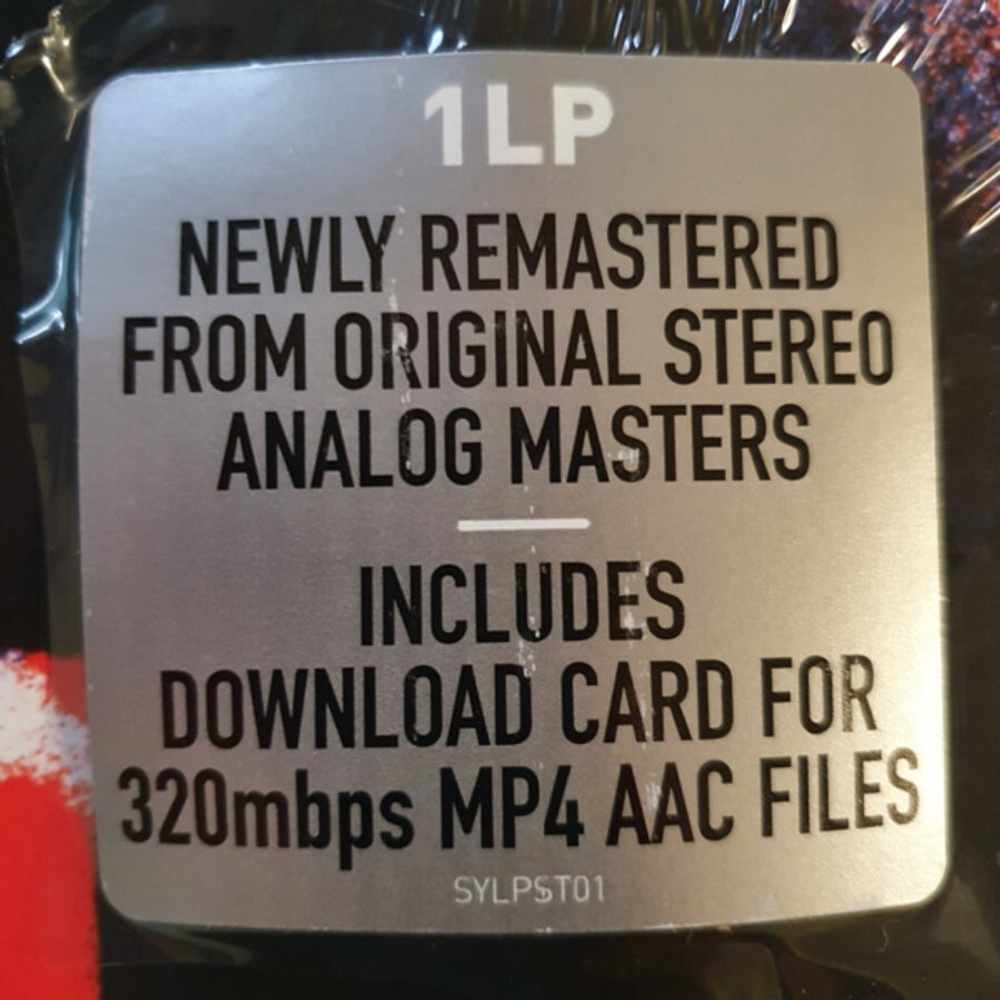 1LP
NEWLY REMASTERED
FROM ORIGINAL STEREO
ANALOG MASTERS
INCLUDES
DOWNLOAD CARD FOR
320mbps MP4 AAC FILES
SYLPST01